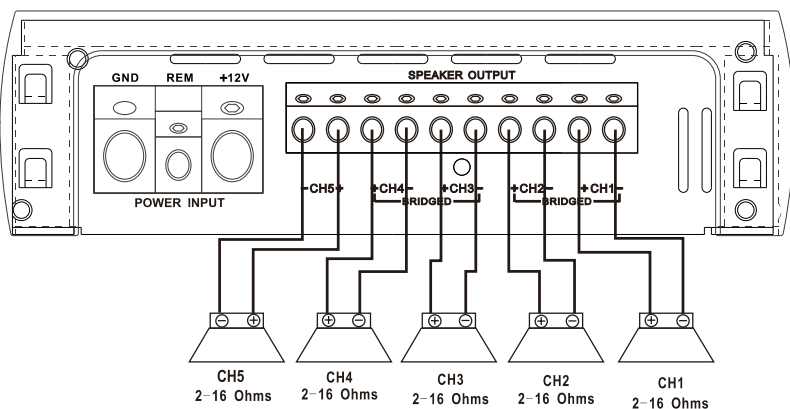 SPEAKER OUTPUT
GND REM +12V
-CH5+ +CH4- +CH3- +CH2- +CH1-
BRIDGED BRIDGED
POWER INPUT
CH5 CH4 CH3 CH2 CH1
2-16 Ohms 2-16 Ohms 2-16 Ohms 2-16 Ohms 2-16 Ohms